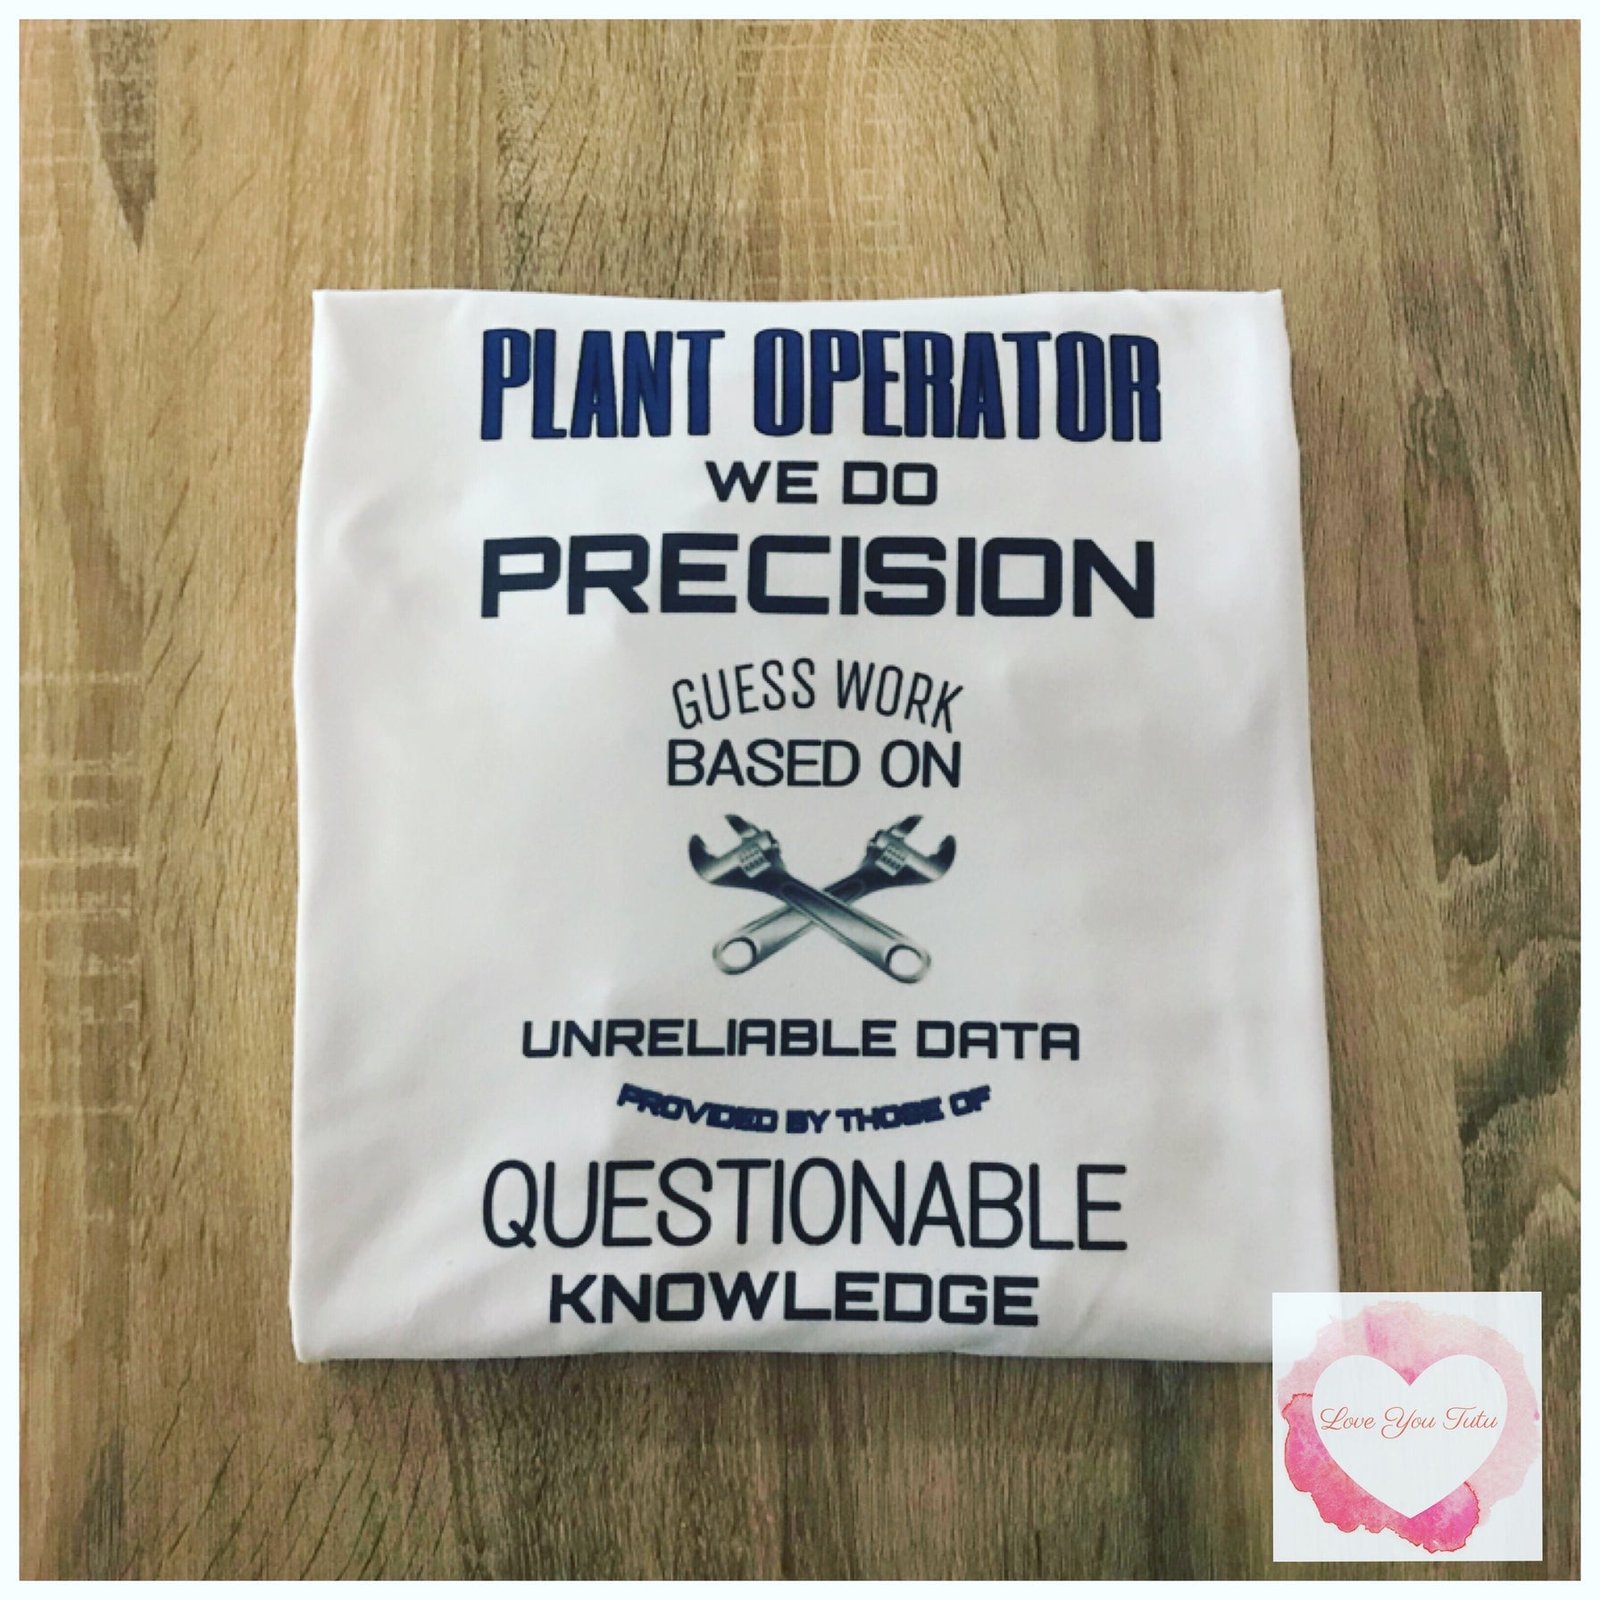 PLANT OPERATOR
WE DO
PRECISION
GUESS WORK
BASED ON
UNRELIABLE DATA
PROVIDED BY THOSE OF
QUESTIONABLE
KNOWLEDGE
Love You Tutu